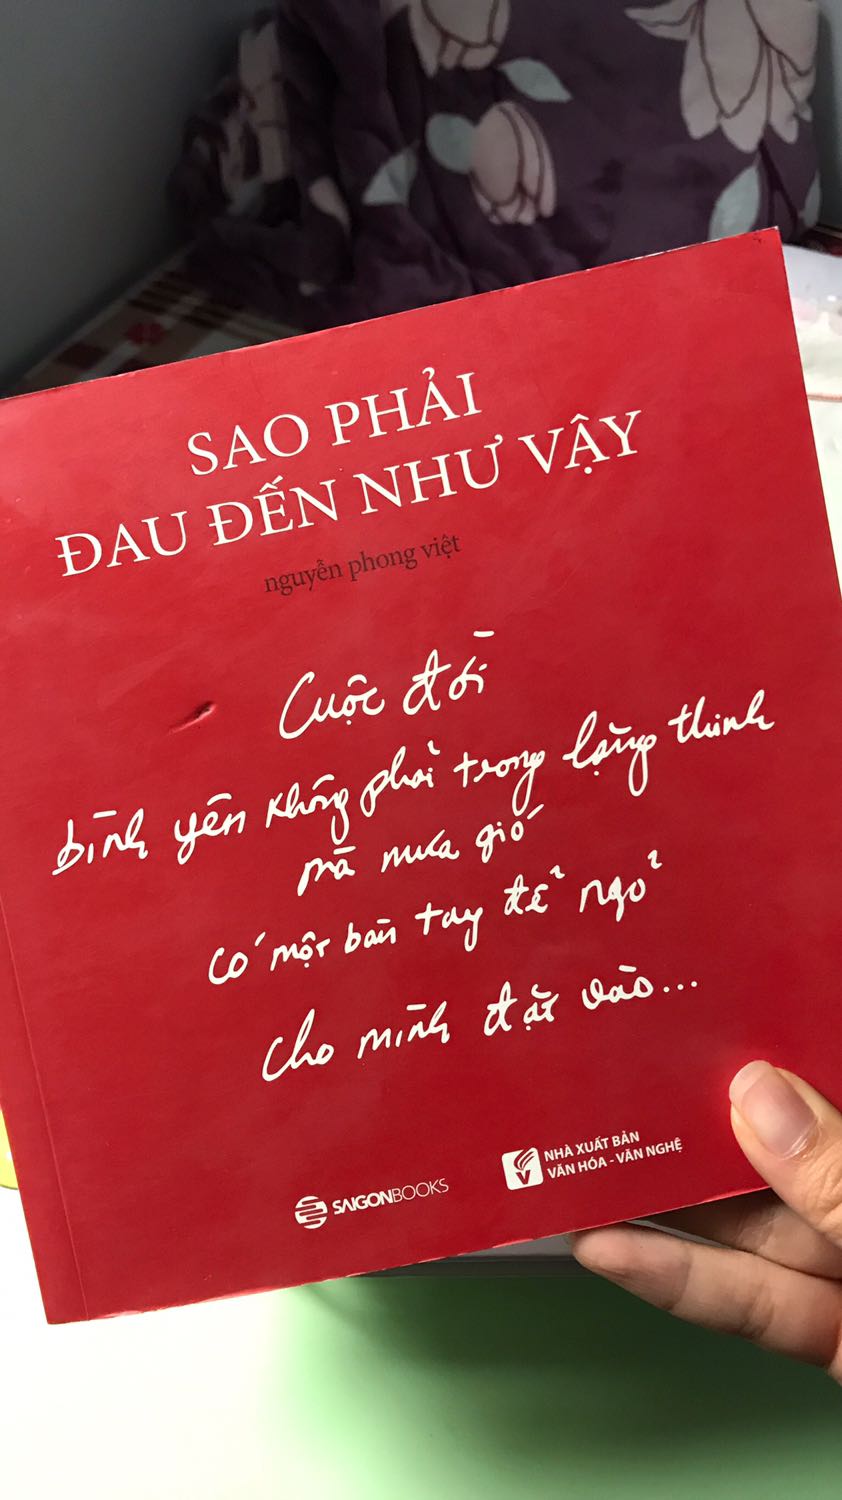 SAO PHẢI
ĐAU ĐẾN NHƯ VẬY
nguyễn phong việt
Cuộc đời
bình yên không phải trong lặng thinh
mà mưa gió
có một bàn tay để ngỏ
cho mình đặt vào...
SAIGONBOOKS
NHÀ XUẤT BẢN
VĂN HÓA - VĂN NGHỆ